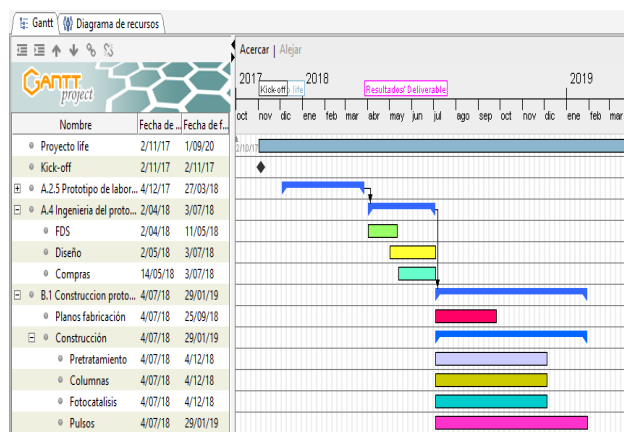 Gantt Diagrama de recursos
Acercar | Alejar
GANTT
project
2017 2018 2019
Kick-off
Resultados/ Deliverable
oct nov dic ene feb mar abr may jun jul ago sep oct nov dic ene feb mar
Nombre Fecha de ... Fecha de f...
2/10/17
Proyecto life 2/11/17 1/09/20
Kick-off 2/11/17 2/11/17
A.2.5 Prototipo de labor... 4/12/17 27/03/18
A.4 Ingenieria del proto... 2/04/18 3/07/18
FDS 2/04/18 11/05/18
Diseño 2/05/18 3/07/18
Compras 14/05/18 3/07/18
B.1 Construccion proto... 4/07/18 29/01/19
Planos fabricación 4/07/18 25/09/18
Construcción 4/07/18 29/01/19
Pretratamiento 4/07/18 4/12/18
Columnas 4/07/18 4/12/18
Fotocatalisis 4/07/18 4/12/18
Pulsos 4/07/18 29/01/19